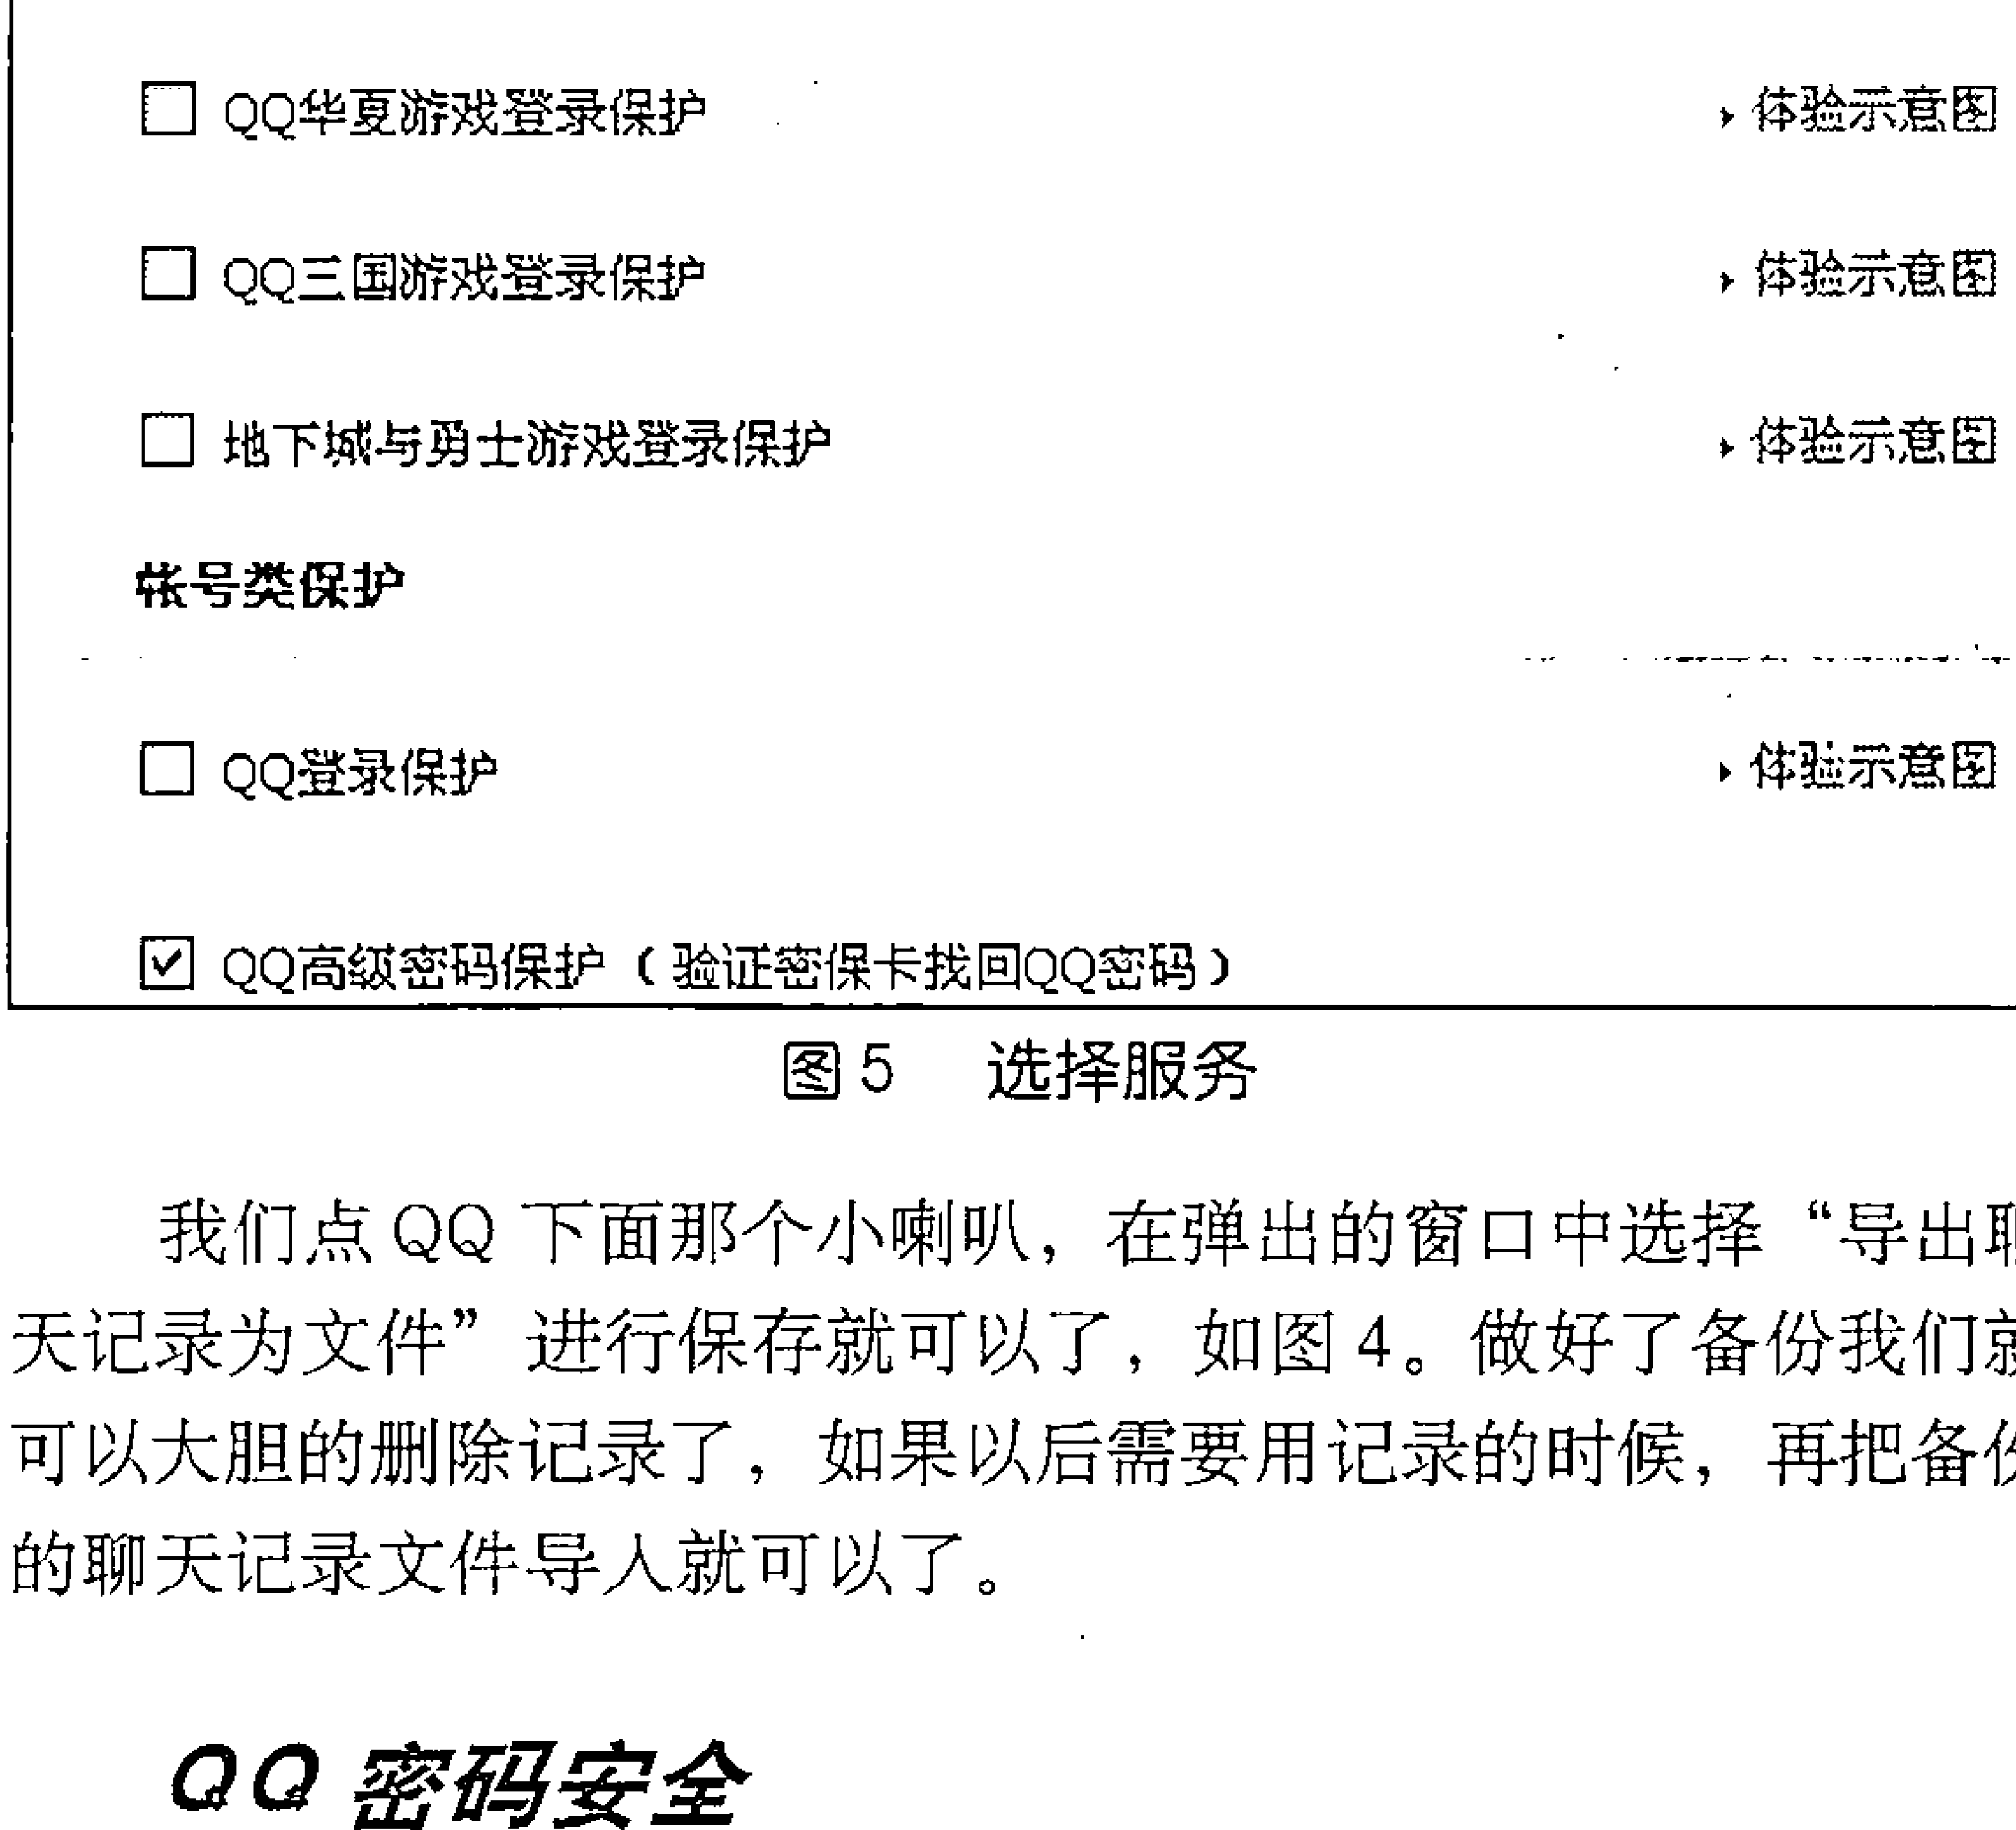 QQ华夏游戏登录保护 体验示意图
QQ三国游戏登录保护 体验示意图
地下城与勇士游戏登录保护 体验示意图
帐号类保护
QQ登录保护 体验示意图
QQ高级密码保护（验证密保卡找回QQ密码）
图5 选择服务
我们点 QQ 下面那个小喇叭，在弹出的窗口中选择“导出聊
天记录为文件”进行保存就可以了，如图 4。做好了备份我们就
可以大胆的删除记录了，如果以后需要用记录的时候，再把备份
的聊天记录文件导入就可以了。
QQ 密码安全